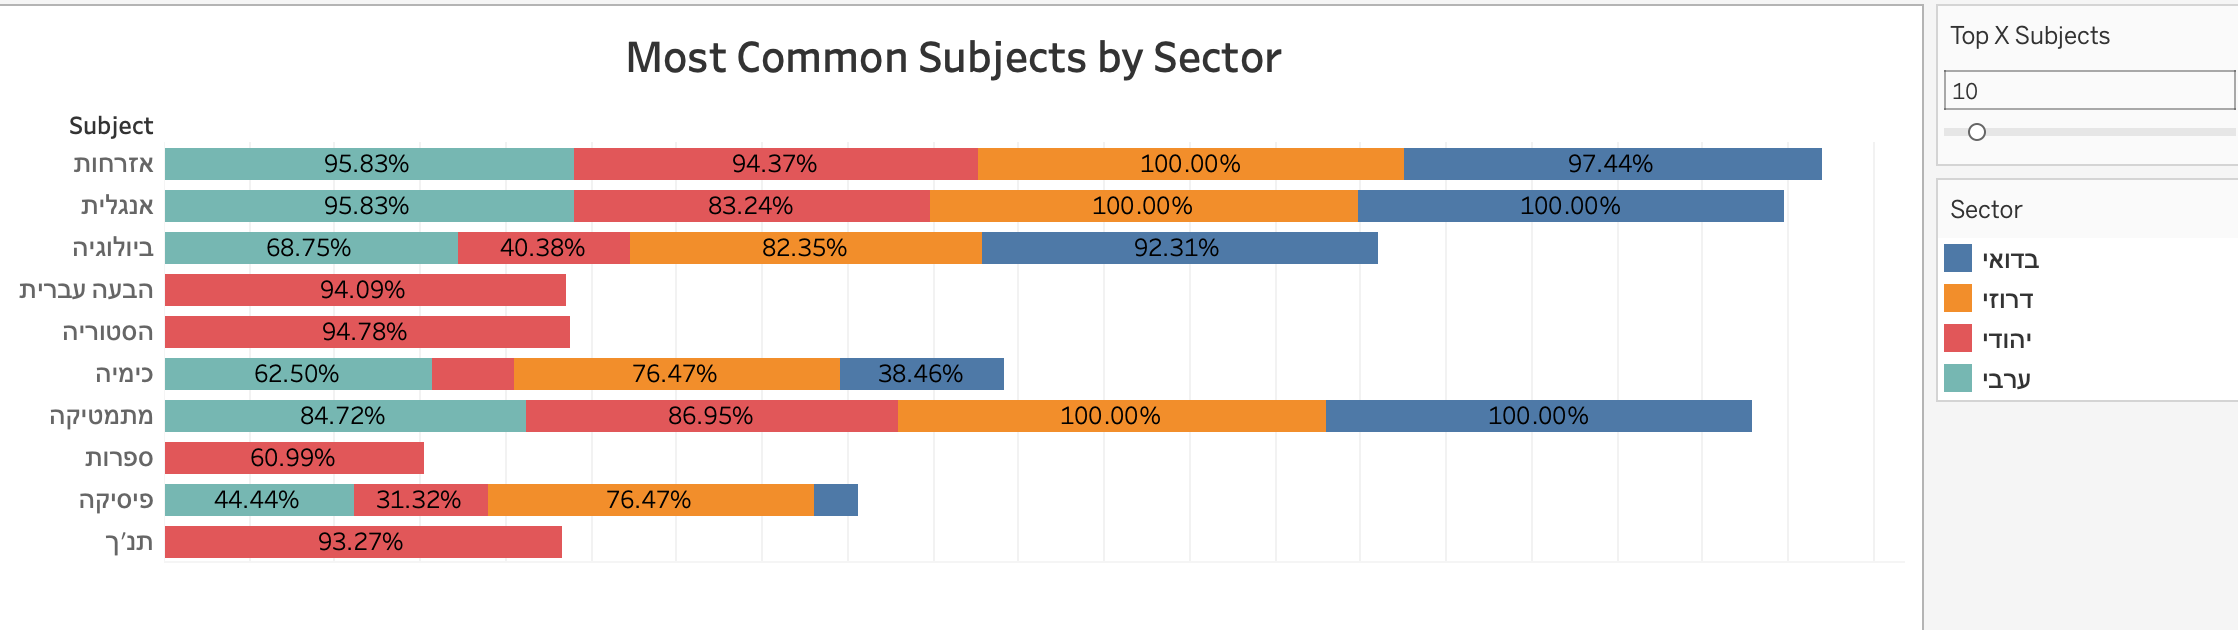 Most Common Subjects by Sector
Subject
אזרחות 95.83% 94.37% 100.00% 97.44%
אנגלית 95.83% 83.24% 100.00% 100.00%
ביולוגיה 68.75% 40.38% 82.35% 92.31%
הבעה עברית 94.09%
הסטוריה 94.78%
כימיה 62.50% 76.47% 38.46%
מתמטיקה 84.72% 86.95% 100.00% 100.00%
ספרות 60.99%
פיסיקה 44.44% 31.32% 76.47%
תנ'ך 93.27%
Top X Subjects
10
Sector
בדואי
דרוזי
יהודי
ערבי